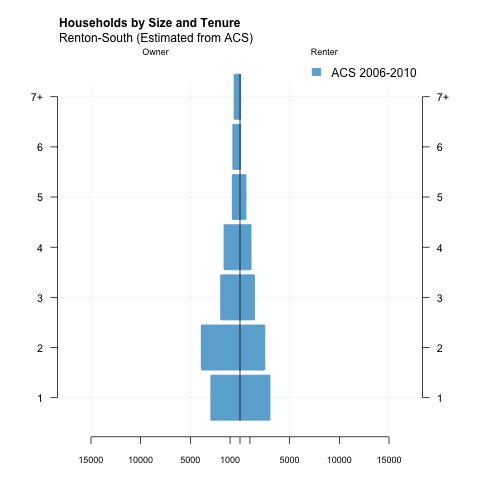 Households by Size and Tenure
Renton-South (Estimated from ACS)
Owner Renter
ACS 2006-2010
7+ 7+
6 6
5 5
4 4
3 3
2 2
1 1
15000 10000 5000 1000 5000 10000 15000